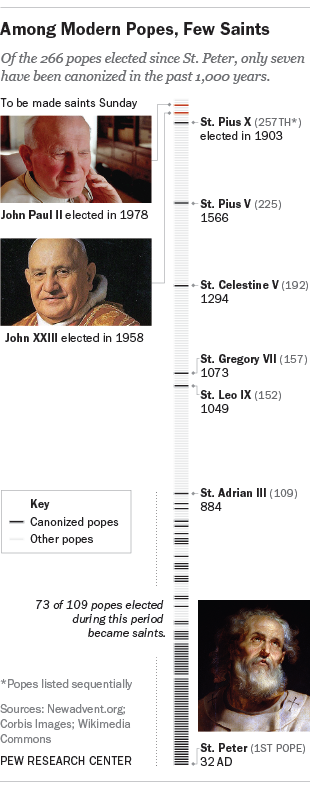 Among Modern Popes, Few Saints
Of the 266 popes elected since St. Peter, only seven
have been canonized in the past 1,000 years.
To be made saints Sunday
St. Pius X (257TH*)
elected in 1903
John Paul II elected in 1978
St. Pius V (225)
1566
St. Celestine V (192)
1294
John XXIII elected in 1958
St. Gregory VII (157)
1073
St. Leo IX (152)
1049
St. Adrian III (109)
884
Key
Canonized popes
Other popes
73 of 109 popes elected
during this period
became saints.
*Popes listed sequentially
Sources: Newadvent.org;
Corbis Images; Wikimedia
Commons
PEW RESEARCH CENTER
St. Peter (1ST POPE)
32 AD